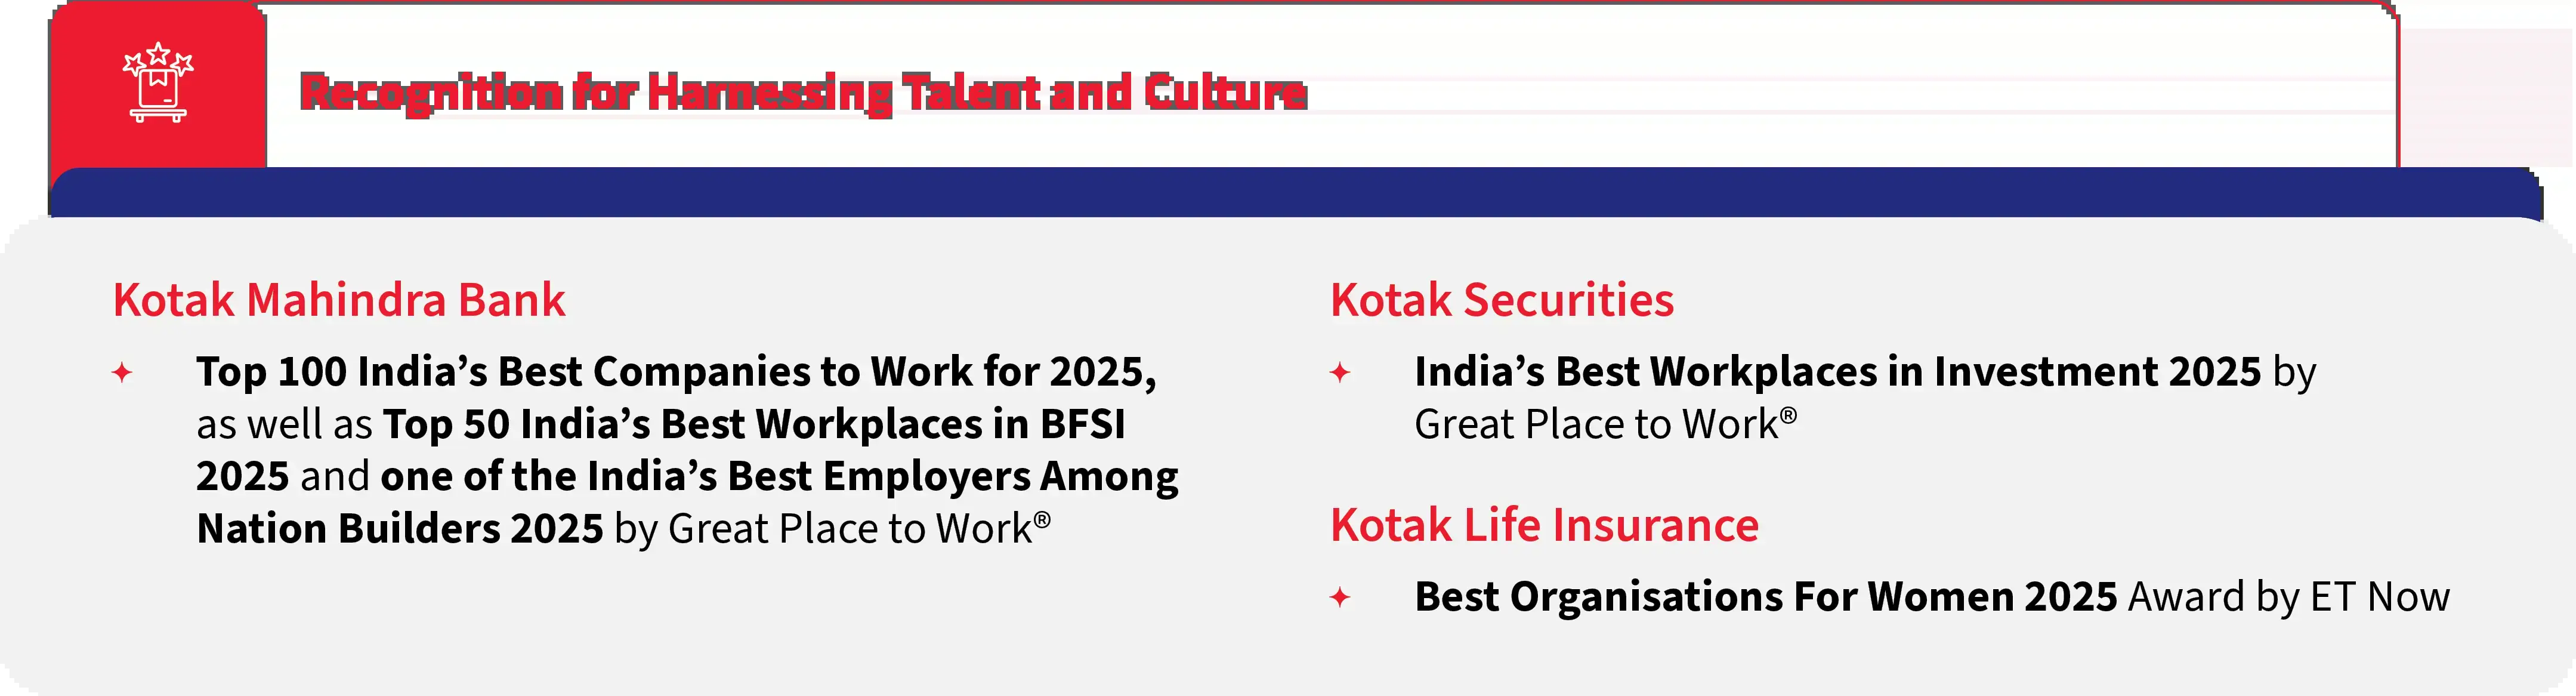 Recognition for Harnessing Talent and Culture
Kotak Mahindra Bank
Top 100 India’s Best Companies to Work for 2025,
as well as Top 50 India’s Best Workplaces in BFSI
2025 and one of the India’s Best Employers Among
Nation Builders 2025 by Great Place to Work®
Kotak Securities
India’s Best Workplaces in Investment 2025 by
Great Place to Work®
Kotak Life Insurance
Best Organisations For Women 2025 Award by ET Now